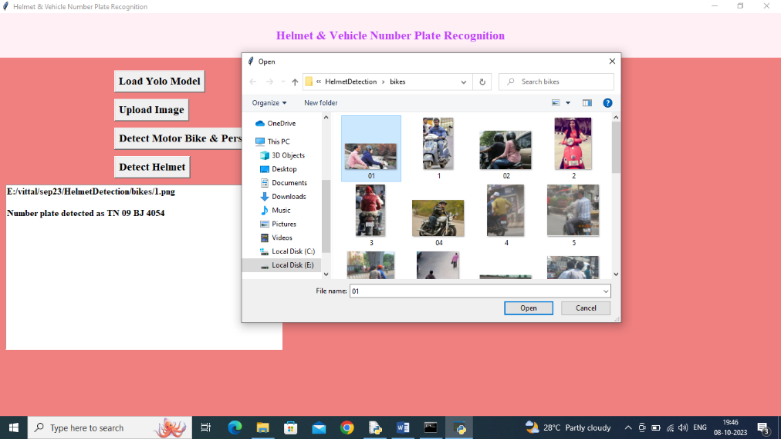 Helmet & Vehicle Number Plate Recognition
Helmet & Vehicle Number Plate Recognition
Load Yolo Model
Upload Image
Detect Motor Bike & Pers
Detect Helmet
E:/vittal/sep23/HelmetDetection/bikes/1.png
Number plate detected as TN 09 BJ 4054
Open
HelmetDetection › bikes
Search bikes
Organize
New folder
OneDrive
This PC
3D Objects
Desktop
Documents
Downloads
Music
Pictures
Videos
Local Disk (C:)
Local Disk (E:)
01
1
02
2
3
04
4
5
File name:
01
Open
Cancel
Type here to search
28°C Partly cloudy
ENG
19:46
08-10-2023
3